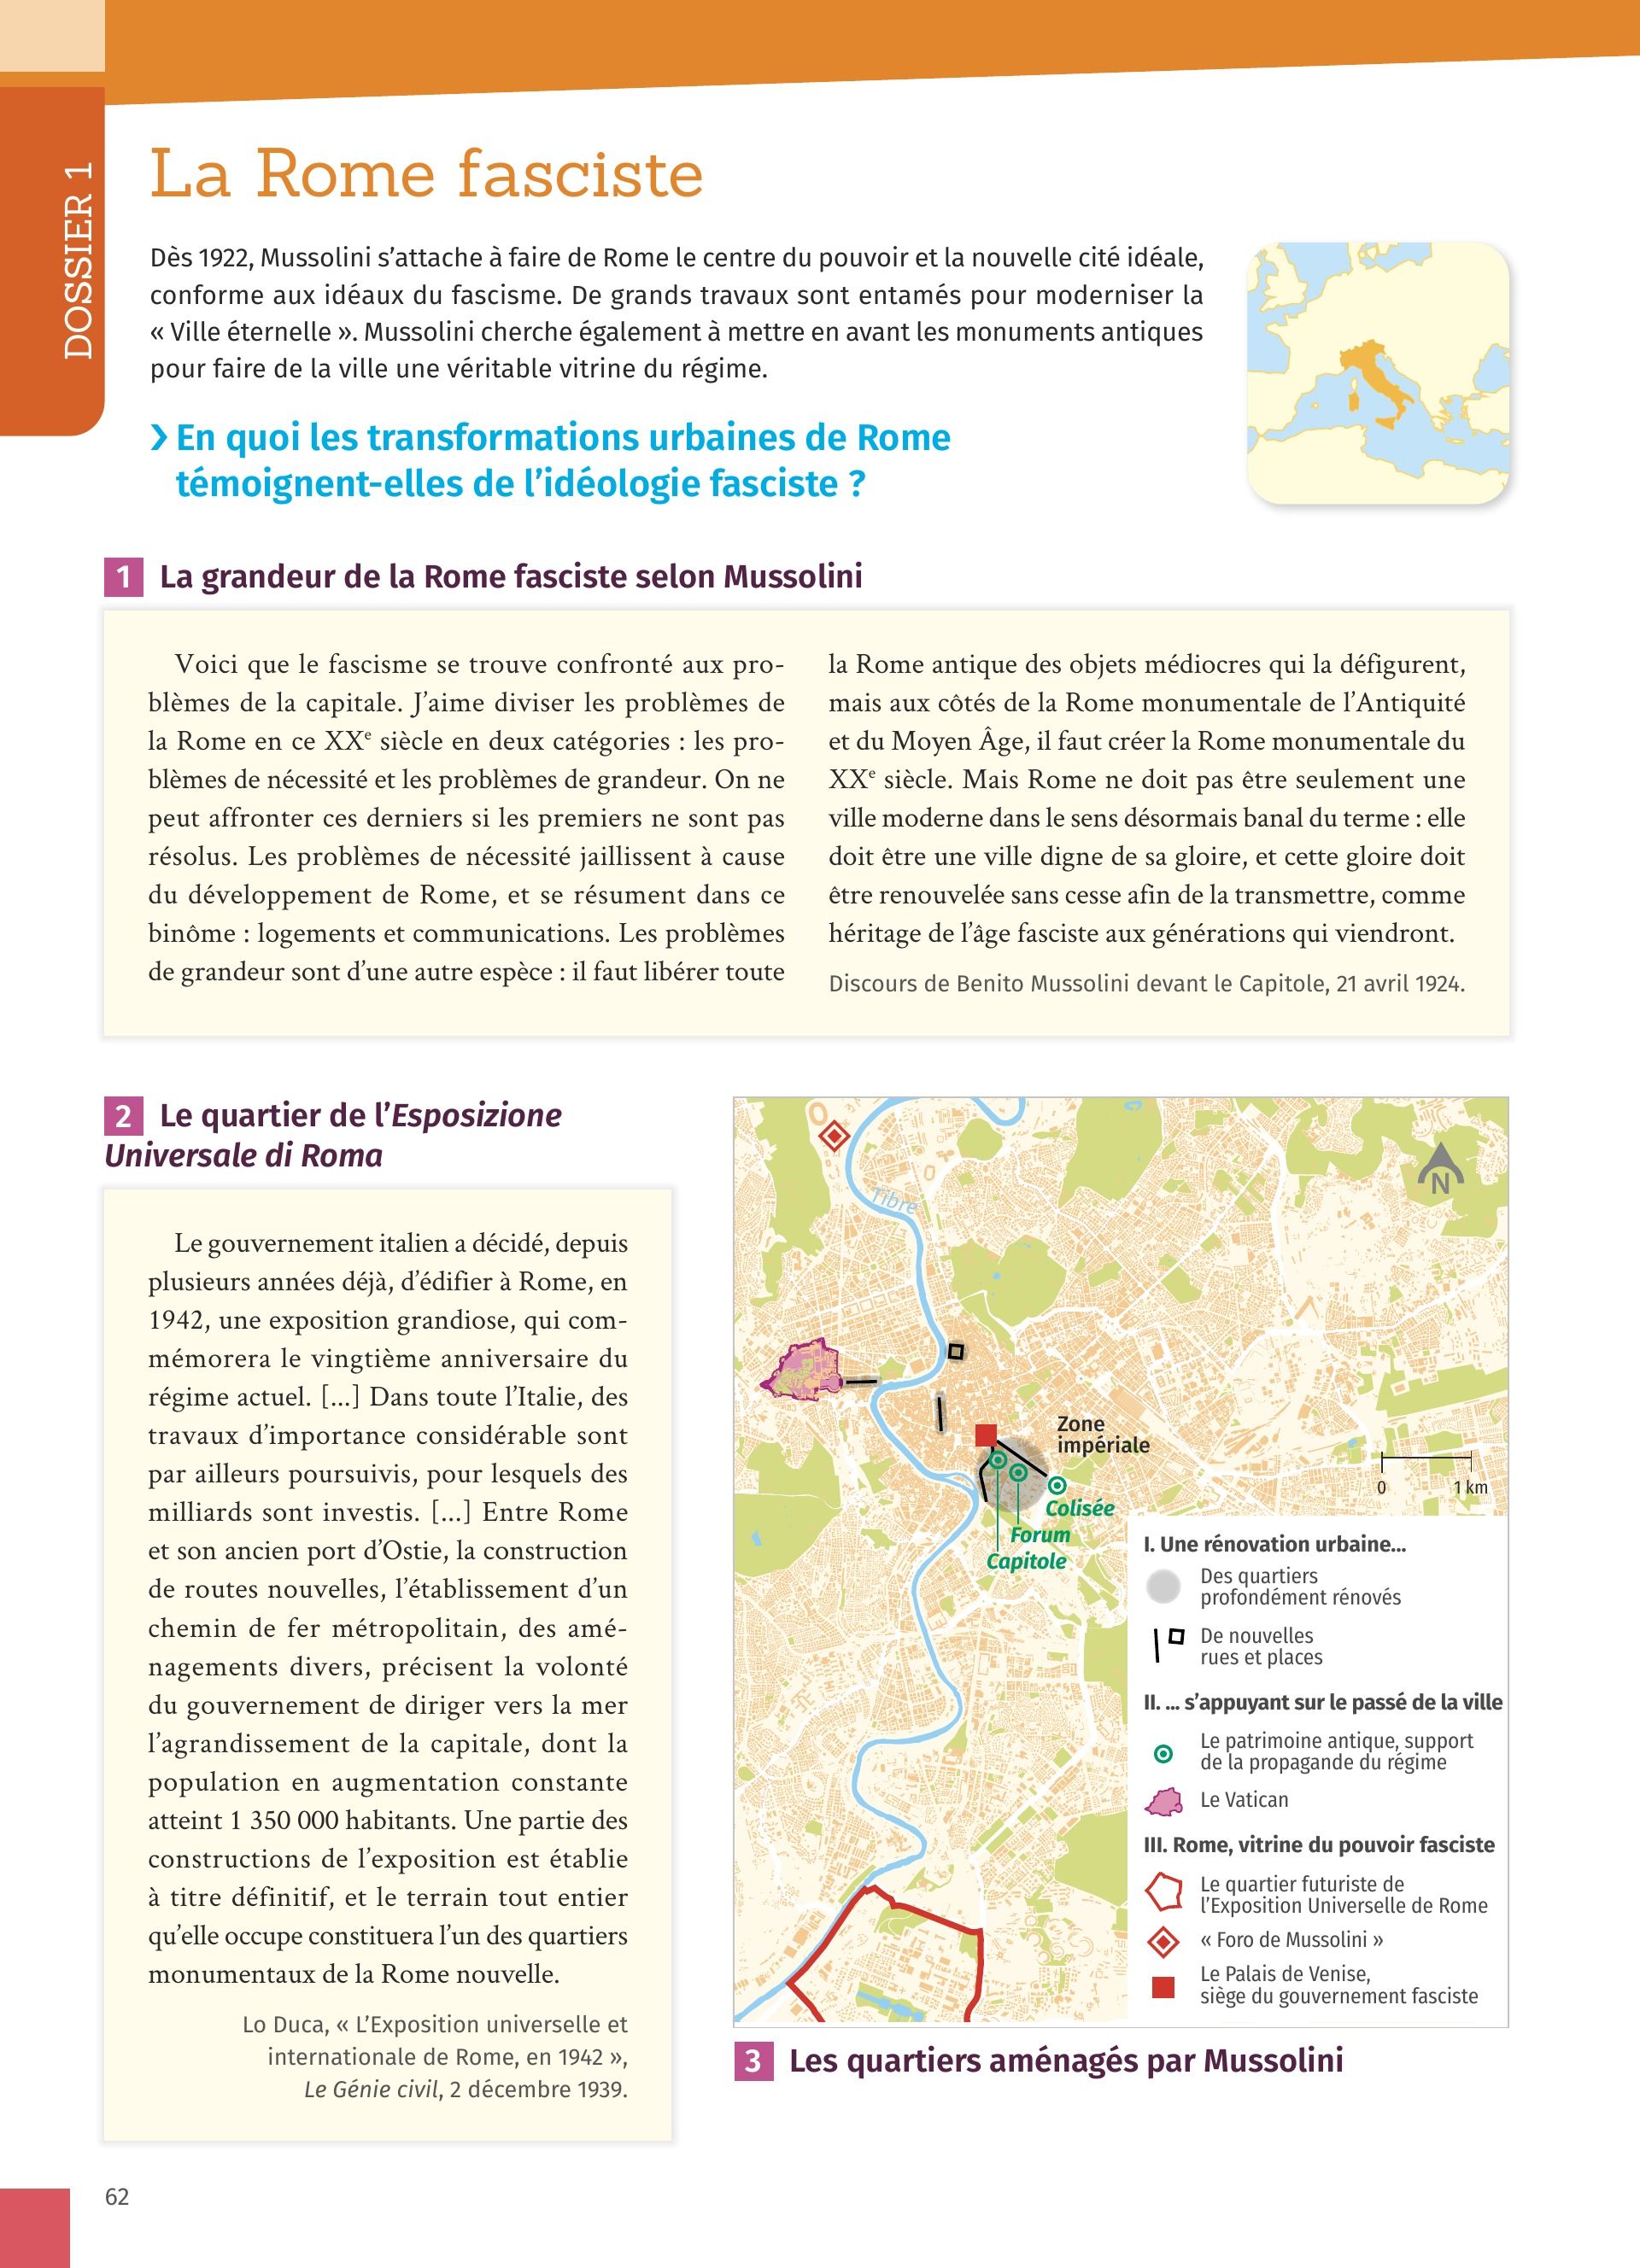 DOSSIER 1
La Rome fasciste
Dès 1922, Mussolini s’attache à faire de Rome le centre du pouvoir et la nouvelle cité idéale,
conforme aux idéaux du fascisme. De grands travaux sont entamés pour moderniser la
« Ville éternelle ». Mussolini cherche également à mettre en avant les monuments antiques
pour faire de la ville une véritable vitrine du régime.
❯ En quoi les transformations urbaines de Rome
témoignent-elles de l’idéologie fasciste ?
1 La grandeur de la Rome fasciste selon Mussolini
Voici que le fascisme se trouve confronté aux pro-
blèmes de la capitale. J’aime diviser les problèmes de
la Rome en ce XXe siècle en deux catégories : les pro-
blèmes de nécessité et les problèmes de grandeur. On ne
peut affronter ces derniers si les premiers ne sont pas
résolus. Les problèmes de nécessité jaillissent à cause
du développement de Rome, et se résument dans ce
binôme : logements et communications. Les problèmes
de grandeur sont d’une autre espèce : il faut libérer toute
la Rome antique des objets médiocres qui la défigurent,
mais aux côtés de la Rome monumentale de l’Antiquité
et du Moyen Âge, il faut créer la Rome monumentale du
XXe siècle. Mais Rome ne doit pas être seulement une
ville moderne dans le sens désormais banal du terme : elle
doit être une ville digne de sa gloire, et cette gloire doit
être renouvelée sans cesse afin de la transmettre, comme
héritage de l’âge fasciste aux générations qui viendront.
Discours de Benito Mussolini devant le Capitole, 21 avril 1924.
2 Le quartier de l’Esposizione
Universale di Roma
Le gouvernement italien a décidé, depuis
plusieurs années déjà, d’édifier à Rome, en
1942, une exposition grandiose, qui com-
mémorera le vingtième anniversaire du
régime actuel. [...] Dans toute l’Italie, des
travaux d’importance considérable sont
par ailleurs poursuivis, pour lesquels des
milliards sont investis. [...] Entre Rome
et son ancien port d’Ostie, la construction
de routes nouvelles, l’établissement d’un
chemin de fer métropolitain, des amé-
nagements divers, précisent la volonté
du gouvernement de diriger vers la mer
l’agrandissement de la capitale, dont la
population en augmentation constante
atteint 1 350 000 habitants. Une partie des
constructions de l’exposition est établie
à titre définitif, et le terrain tout entier
qu’elle occupe constituera l’un des quartiers
monumentaux de la Rome nouvelle.
Lo Duca, « L’Exposition universelle et
internationale de Rome, en 1942 »,
Le Génie civil, 2 décembre 1939.
Tibre
N
Zone
impériale
0 1 km
Colisée
Forum
Capitole
I. Une rénovation urbaine...
Des quartiers
profondément rénovés
De nouvelles
rues et places
II. ... s’appuyant sur le passé de la ville
Le patrimoine antique, support
de la propagande du régime
Le Vatican
III. Rome, vitrine du pouvoir fasciste
Le quartier futuriste de
l’Exposition Universelle de Rome
« Foro de Mussolini »
Le Palais de Venise,
siège du gouvernement fasciste
3 Les quartiers aménagés par Mussolini
62